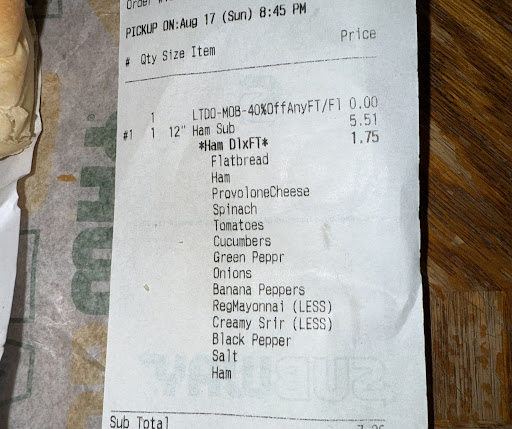 Order
PICKUP ON:Aug 17 (Sun) 8:45 PM
# Qty Size Item Price
1 LTDO-MOB-40%OffAnyFT/Fl 0.00
#1 1 12" Ham Sub 5.51
*Ham DlxFT* 1.75
Flatbread
Ham
ProvoloneCheese
Spinach
Tomatoes
Cucumbers
Green Peppr
Onions
Banana Peppers
RegMayonnai (LESS)
Creamy Srir (LESS)
Black Pepper
Salt
Ham
SUBWAY
Sub Total